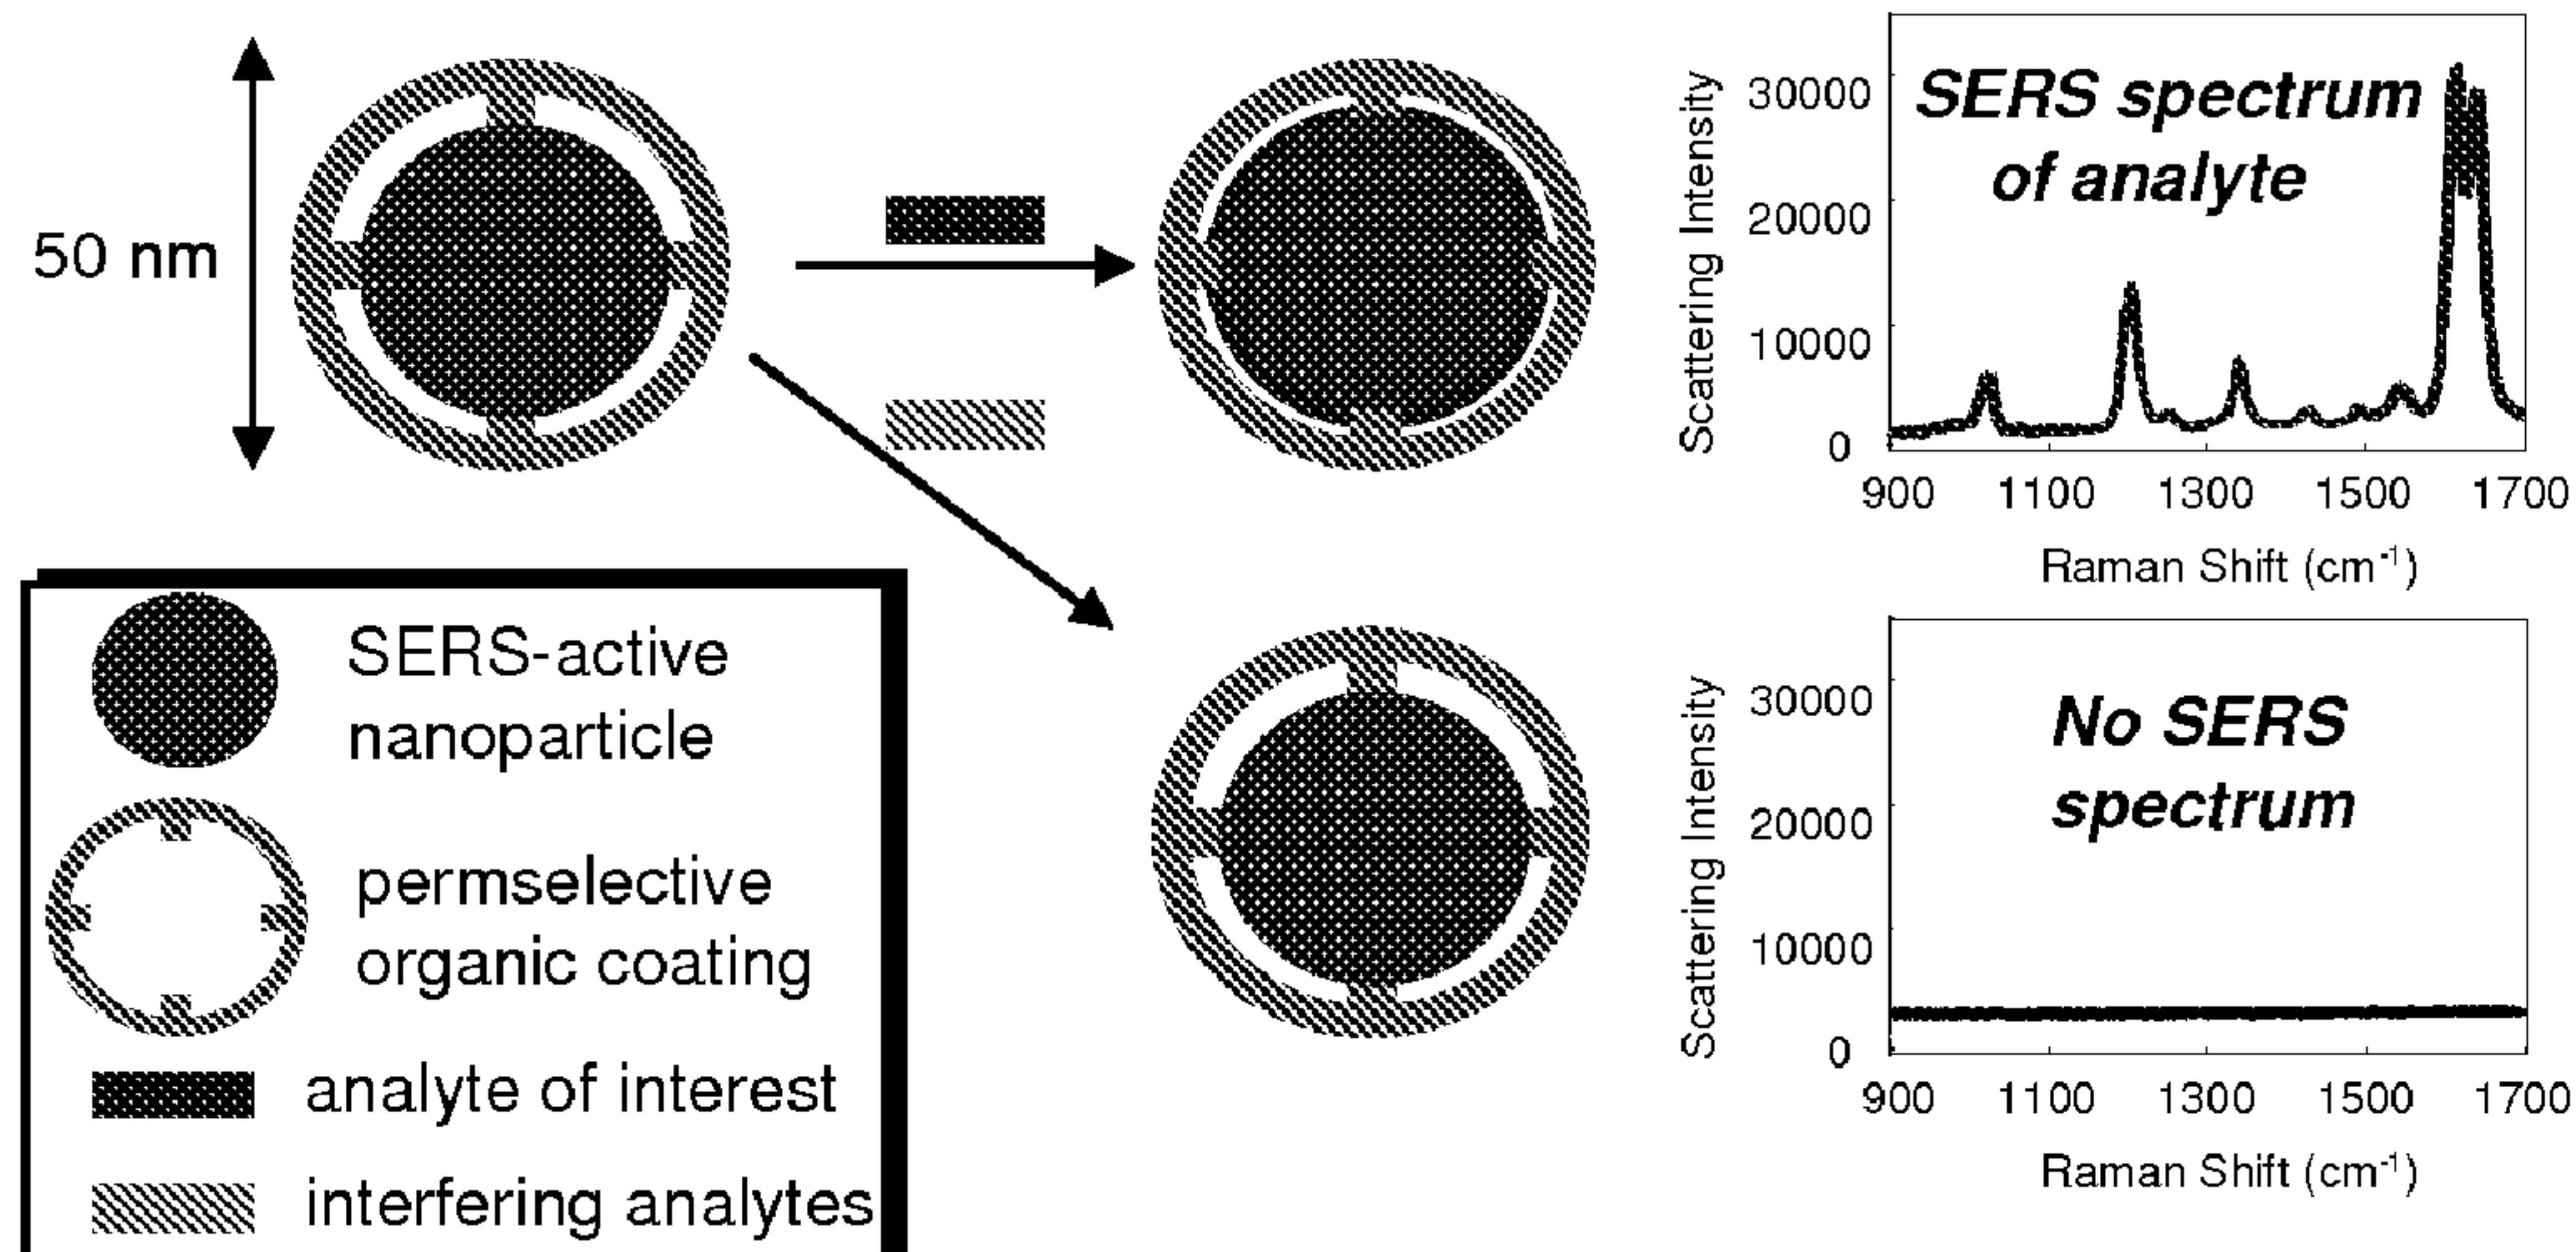 50 nm
SERS-active
nanoparticle
permselective
organic coating
analyte of interest
interfering analytes
SERS spectrum
of analyte
Scattering Intensity
30000
20000
10000
0
900 1100 1300 1500 1700
Raman Shift (cm⁻¹)
No SERS
spectrum
Scattering Intensity
30000
20000
10000
0
900 1100 1300 1500 1700
Raman Shift (cm⁻¹)